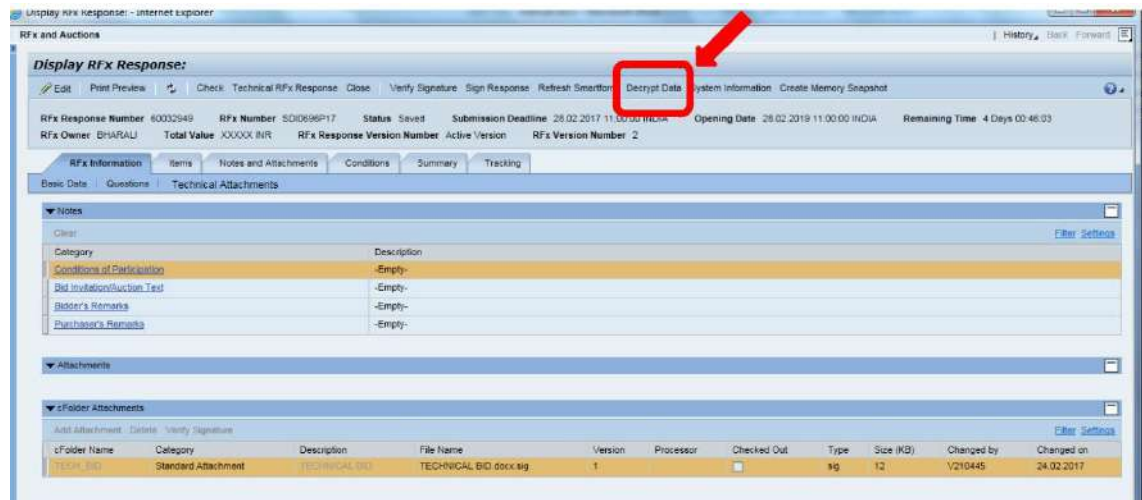 Display RFx Response: - Internet Explorer
RFx and Auctions | History Back Forward
Display RFx Response:
Edit Print Preview Check Technical RFx Response Close Verify Signature Sign Response Refresh Smartform Decrypt Data System Information Create Memory Snapshot
RFx Response Number 60032949 RFx Number SDI0696P17 Status Saved Submission Deadline 28.02.2017 11:00:00 INDIA Opening Date 28.02.2019 11:00:00 INDIA Remaining Time 4 Days 00:46:03
RFx Owner BHARALI Total Value XXXXX INR RFx Response Version Number Active Version RFx Version Number 2
RFx Information Items Notes and Attachments Conditions Summary Tracking
Basic Data Questions Technical Attachments
Notes
Clear Filter Settings
Category Description
Conditions of Participation -Empty-
Bid Invitation/Auction Text -Empty-
Bidder's Remarks -Empty-
Purchaser's Remarks -Empty-
Attachments
cFolder Attachments
Add Attachment Delete Verify Signature Filter Settings
cFolder Name Category Description File Name Version Processor Checked Out Type Size (KB) Changed by Changed on
TECH_BID Standard Attachment TECHNICAL BID TECHNICAL BID.docx.sig 1 sig 12 V210445 24.02.2017